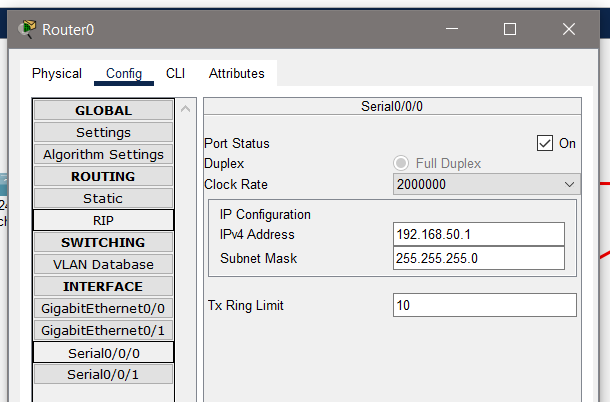 Router0
Physical Config CLI Attributes
GLOBAL
Settings
Algorithm Settings
ROUTING
Static
RIP
SWITCHING
VLAN Database
INTERFACE
GigabitEthernet0/0
GigabitEthernet0/1
Serial0/0/0
Serial0/0/1
Serial0/0/0
Port Status On
Duplex Full Duplex
Clock Rate 2000000
IP Configuration
IPv4 Address 192.168.50.1
Subnet Mask 255.255.255.0
Tx Ring Limit 10